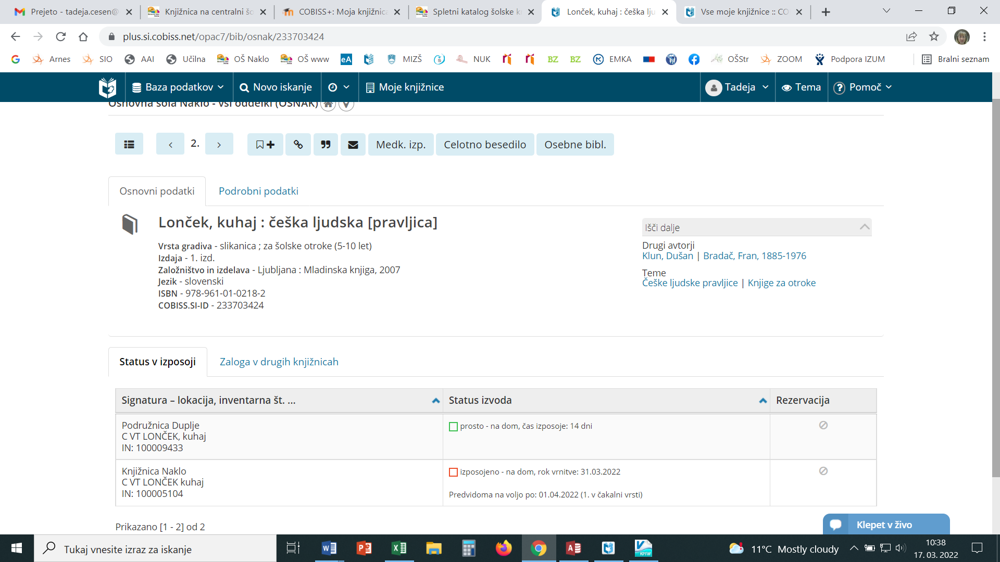 Prejeto - tadeja.cesen@
Knjižnica na centralni šo
COBISS+: Moja knjižnica
Spletni katalog šolske k
Lonček, kuhaj : češka lju
Vse moje knjižnice :: CO
plus.si.cobiss.net/opac7/bib/osnak/233703424
Arnes
SIO
AAI
Učilna
OŠ Naklo
OŠ www
eA
MIZŠ
NUK
BZ
BZ
EMKA
OŠStr
ZOOM
Podpora IZUM
Bralni seznam
Baza podatkov
Novo iskanje
Moje knjižnice
Tadeja
Tema
Pomoč
Osnovna šola Naklo - vsi oddelki (OSNAK)
2.
Medk. izp.
Celotno besedilo
Osebne bibl.
Osnovni podatki
Podrobni podatki
Lonček, kuhaj : češka ljudska [pravljica]
Vrsta gradiva - slikanica ; za šolske otroke (5-10 let)
Izdaja - 1. izd.
Založništvo in izdelava - Ljubljana : Mladinska knjiga, 2007
Jezik - slovenski
ISBN - 978-961-01-0218-2
COBISS.SI-ID - 233703424
Išči dalje
Drugi avtorji
Klun, Dušan | Bradač, Fran, 1885-1976
Teme
Češke ljudske pravljice | Knjige za otroke
Status v izposoji
Zaloga v drugih knjižnicah
Signatura – lokacija, inventarna št. ...
Status izvoda
Rezervacija
Podružnica Duplje
C VT LONČEK, kuhaj
IN: 100009433
prosto - na dom, čas izposoje: 14 dni
Knjižnica Naklo
C VT LONČEK kuhaj
IN: 100005104
izposojeno - na dom, rok vrnitve: 31.03.2022
Predvidoma na voljo po: 01.04.2022 (1. v čakalni vrsti)
Prikazano [1 - 2] od 2
Klepet v živo
Tukaj vnesite izraz za iskanje
11°C Mostly cloudy
10:38
17. 03. 2022